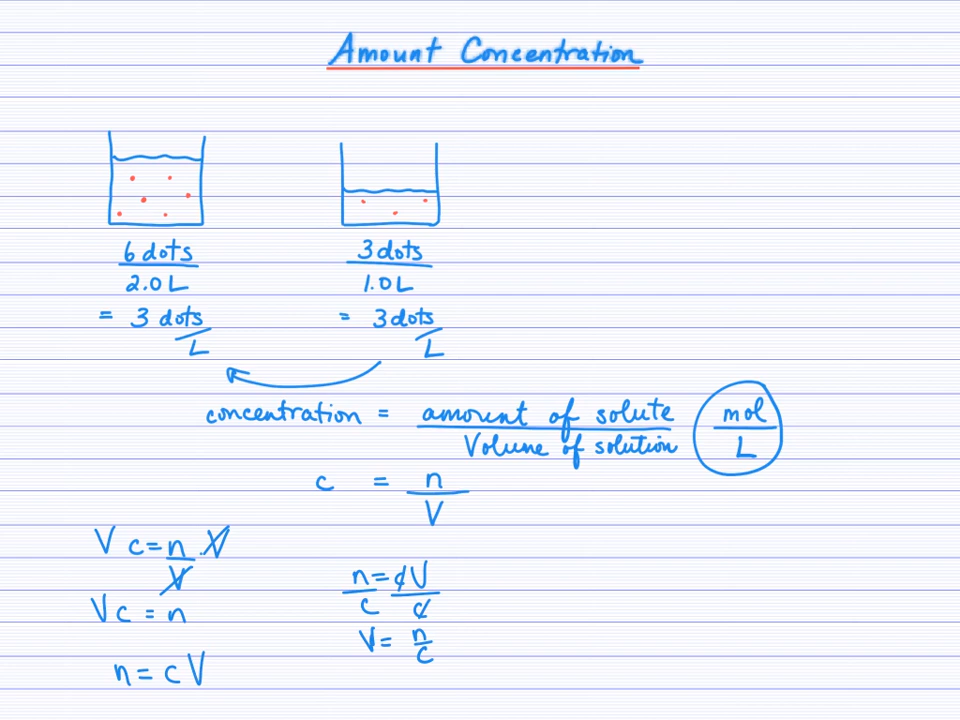 Amount Concentration
6 dots
2.0 L
= 3 dots
L
3 dots
1.0 L
= 3 dots
L
concentration = amount of solute mol
Volume of solution L
c = n
V
V c = n . V
V
V c = n
n = c V
n = c V
c c
V = n
c